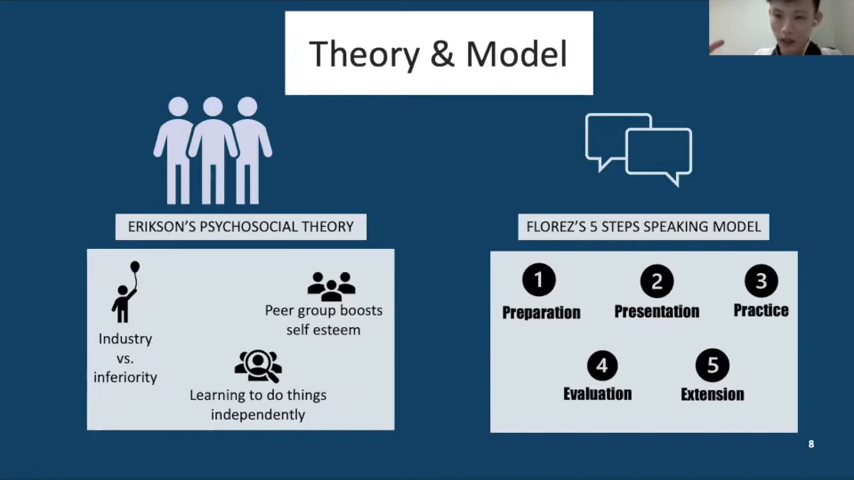 Theory & Model
ERIKSON'S PSYCHOSOCIAL THEORY
Industry
vs.
inferiority
Peer group boosts
self esteem
Learning to do things
independently
FLOREZ'S 5 STEPS SPEAKING MODEL
1
Preparation
2
Presentation
3
Practice
4
Evaluation
5
Extension
8